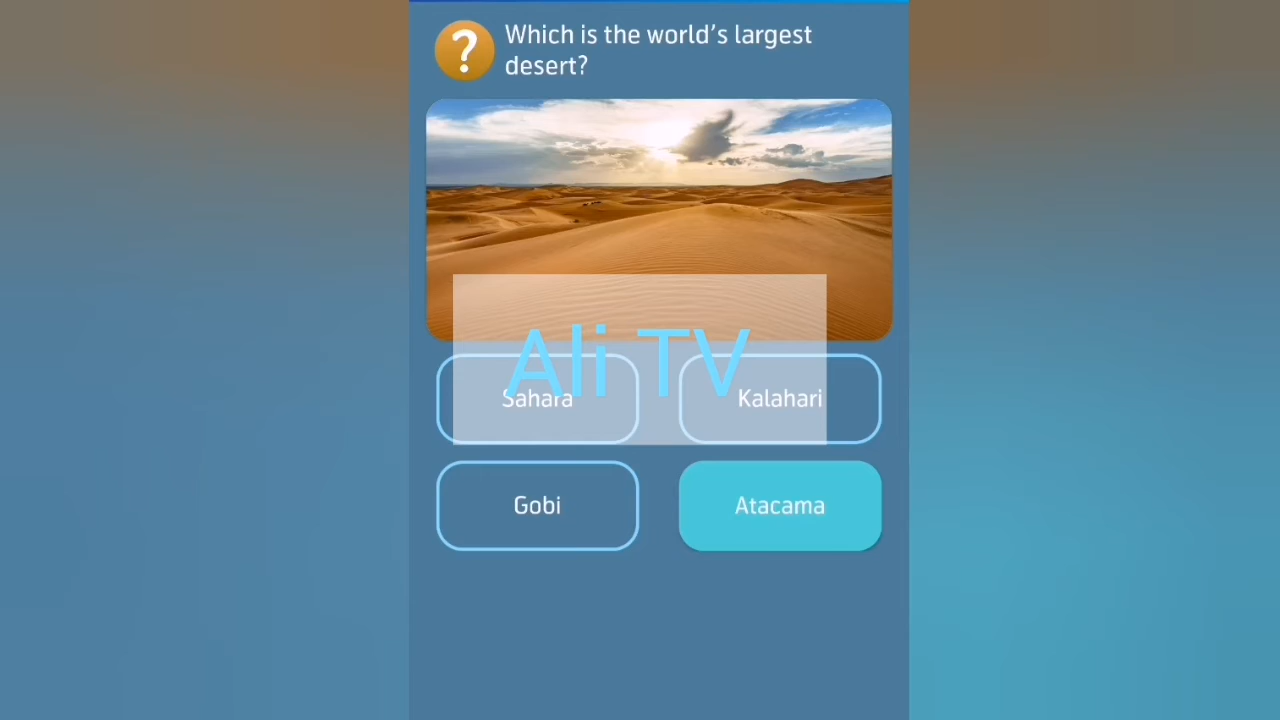 ?
Which is the world’s largest
desert?
Ali TV
Sahara
Kalahari
Gobi
Atacama